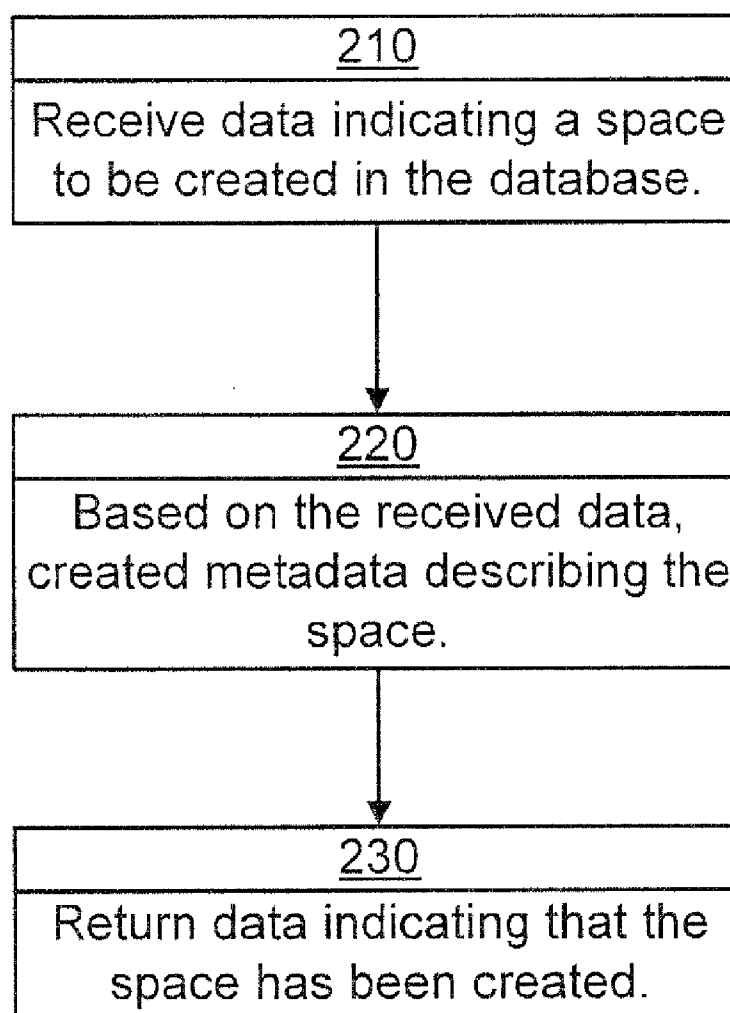 210
Receive data indicating a space
to be created in the database.
220
Based on the received data,
created metadata describing the
space.
230
Return data indicating that the
space has been created.